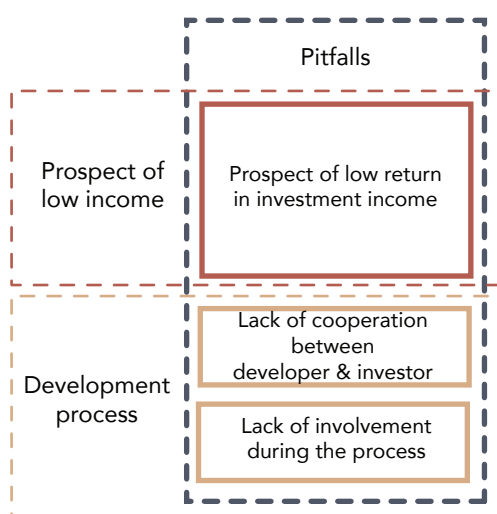 Pitfalls
Prospect of
low income
Prospect of low return
in investment income
Development
process
Lack of cooperation
between
developer & investor
Lack of involvement
during the process